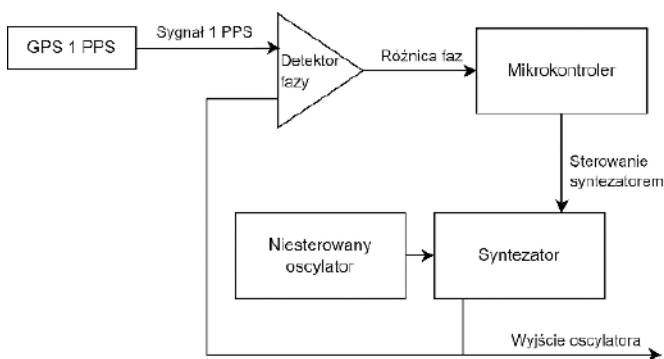 GPS 1 PPS
Sygnał 1 PPS
Detektor
fazy
Różnica faz
Mikrokontroler
Sterowanie
syntezatorem
Niesterowany
oscylator
Syntezator
Wyjście oscylatora